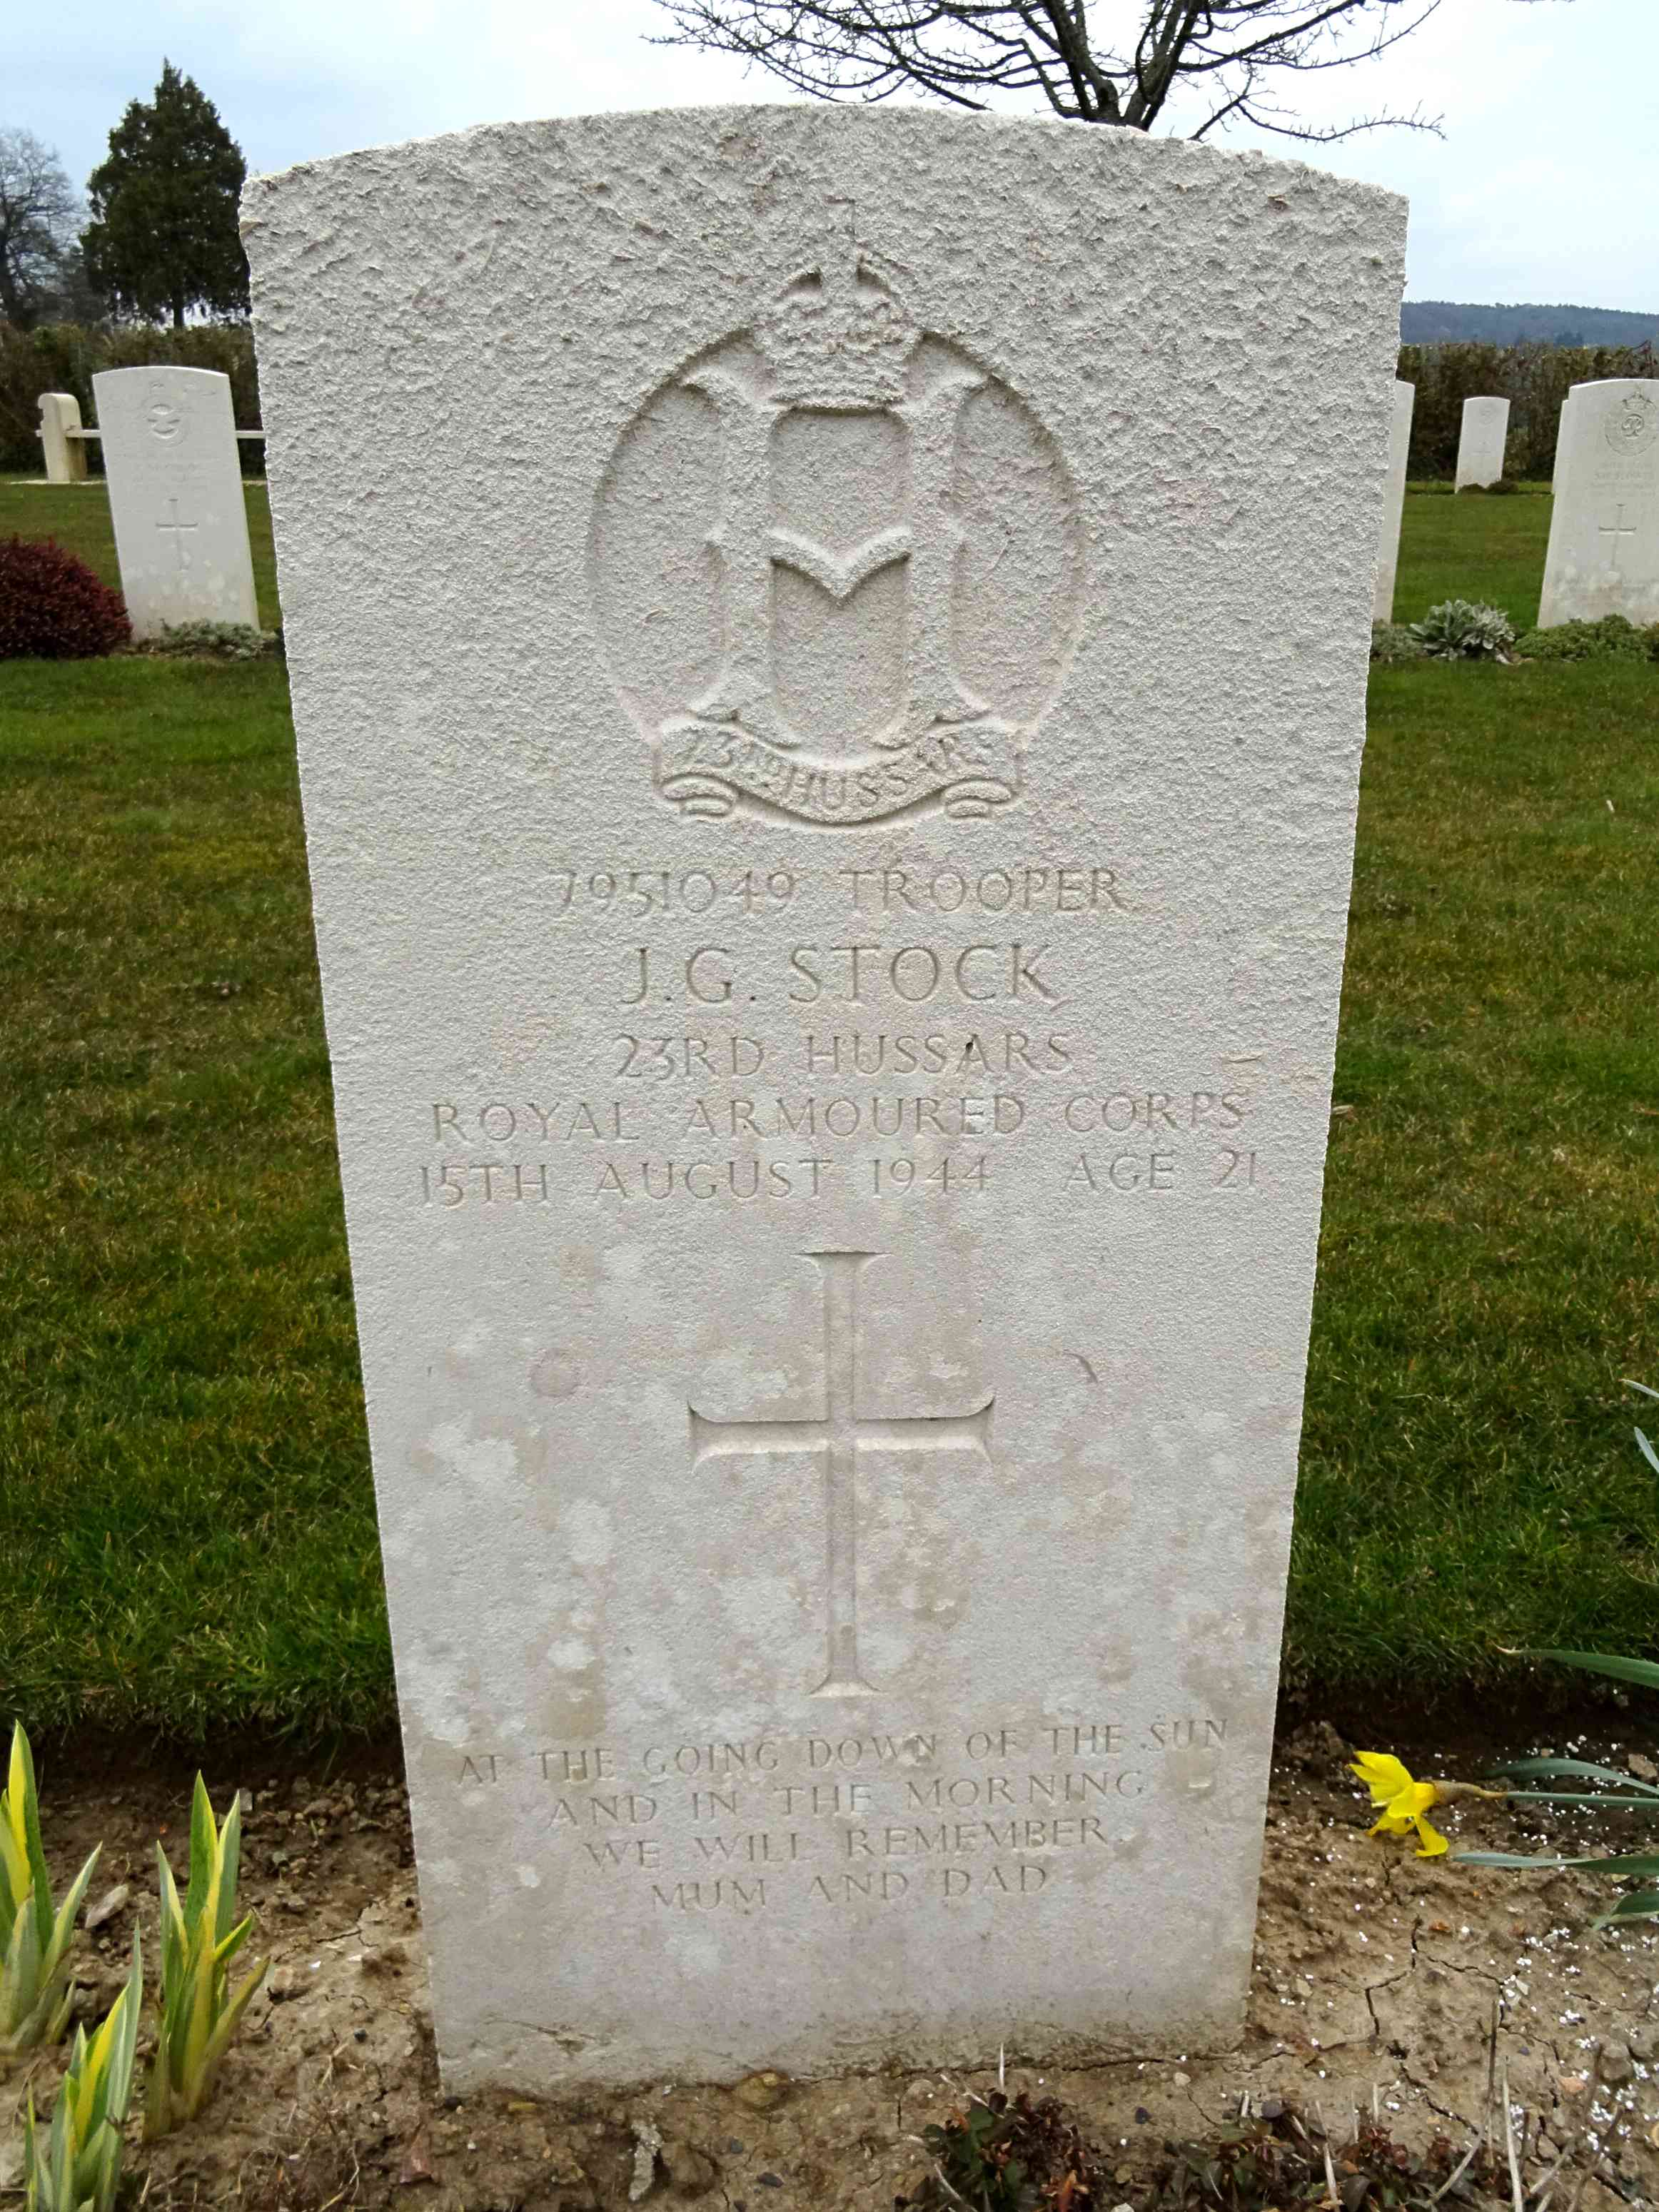 23RD HUSSARS
7951049 TROOPER
J.G. STOCK
23RD HUSSARS
ROYAL ARMOURED CORPS
15TH AUGUST 1944 AGE 21
AT THE GOING DOWN OF THE SUN
AND IN THE MORNING
WE WILL REMEMBER.
MUM AND DAD